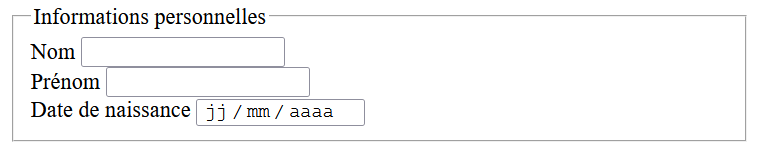 Informations personnelles
Nom
Prénom
Date de naissance jj / mm / aaaa